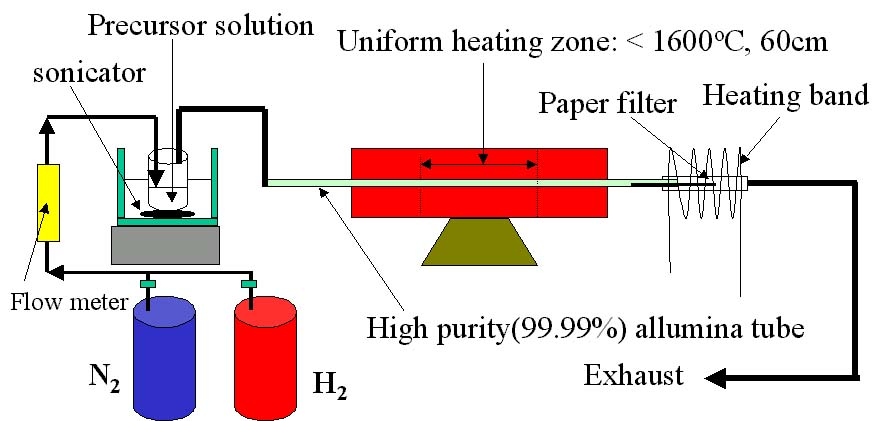 Precursor solution
Uniform heating zone: < 1600ºC, 60cm
sonicator
Paper filter
Heating band
Flow meter
High purity(99.99%) allumina tube
N₂
H₂
Exhaust